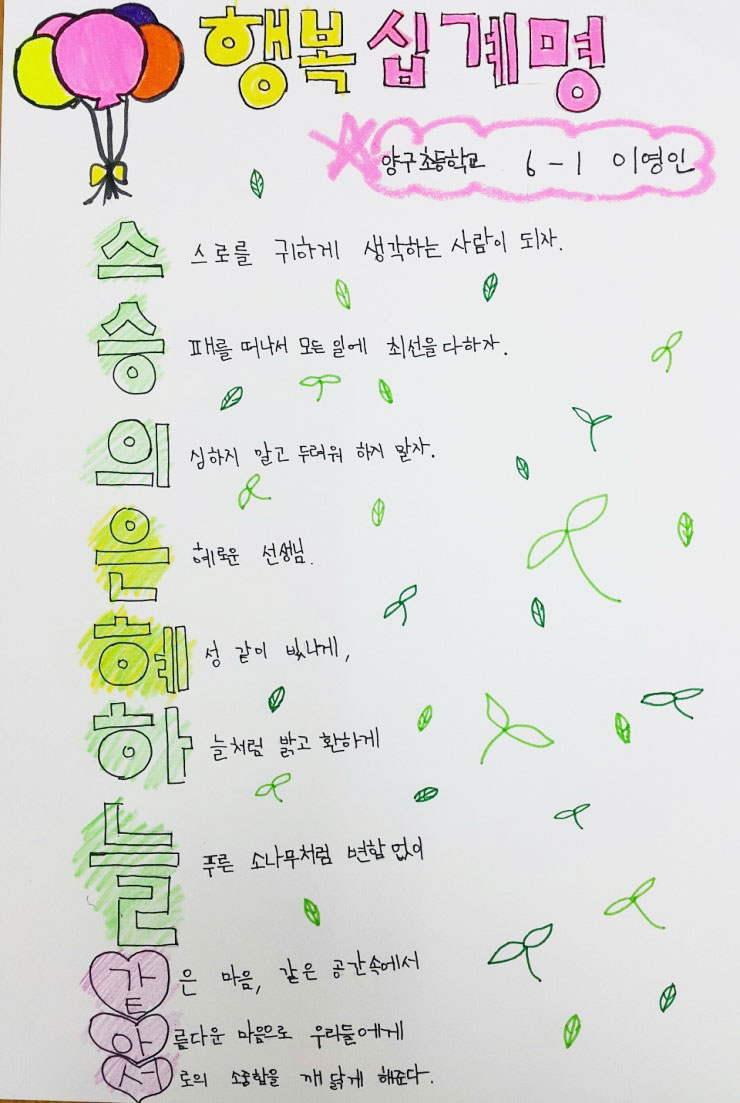 행복 십계명
양구초등학교 6-1 이영인
스 스로를 귀하게 생각하는 사람이 되자.
승 패를 떠나서 모든 일에 최선을 다하자.
의 심하지 말고 두려워 하지 말자.
은 혜로운 선생님.
혜 성 같이 빛나게,
하 늘처럼 밝고 환하게
늘 푸른 소나무처럼 변함 없이
같 은 마음, 같은 공간속에서
아 름다운 마음으로 우리들에게
서 로의 소중함을 깨 닳게 해준다.